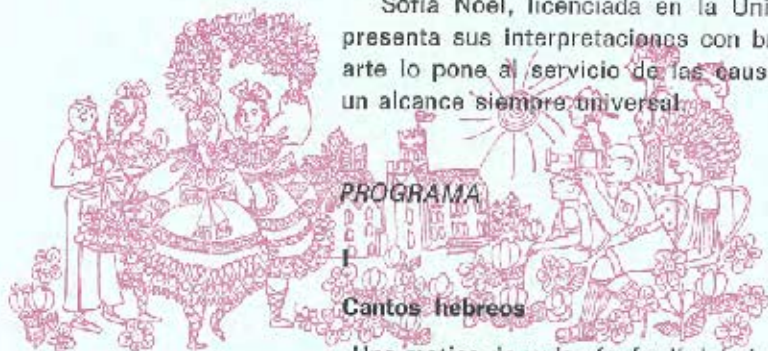 Sofía Noel, licenciada en la Uni
presenta sus interpretaciones con b
arte lo pone al servicio de las caus
un alcance siempre universal.
PROGRAMA
I
Cantos hebreos